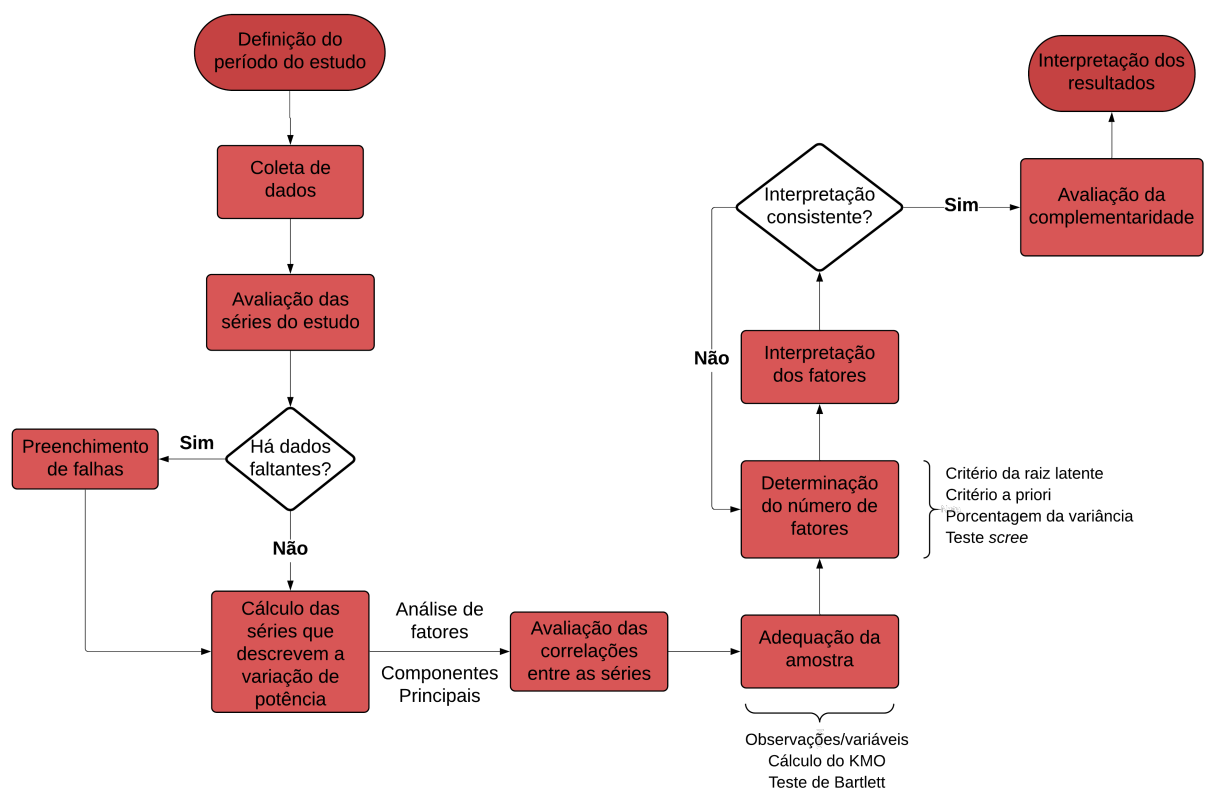 Definição do
período do estudo
Coleta de
dados
Avaliação das
séries do estudo
Há dados
faltantes?
Sim
Preenchimento
de falhas
Não
Cálculo das
séries que
descrevem a
variação de
potência
Análise de
fatores
Componentes
Principais
Avaliação das
correlações
entre as séries
Adequação da
amostra
Observações/variáveis
Cálculo do KMO
Teste de Bartlett
Determinação
do número de
fatores
Critério da raiz latente
Critério a priori
Porcentagem da variância
Teste scree
Interpretação
dos fatores
Interpretação
consistente?
Não
Sim
Avaliação da
complementaridade
Interpretação dos
resultados